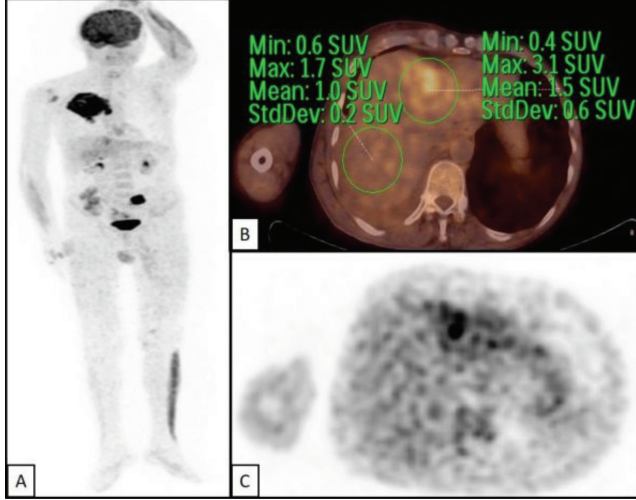 Min: 0.6 SUV
Max: 1.7 SUV
Mean: 1.0 SUV
StdDev: 0.2 SUV
Min: 0.4 SUV
Max: 3.1 SUV
Mean: 1.5 SUV
StdDev: 0.6 SUV
A
B
C